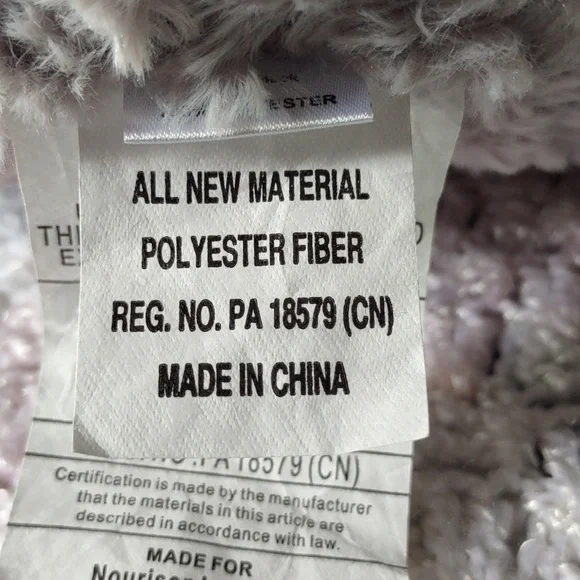 ESTER
ALL NEW MATERIAL
POLYESTER FIBER
REG. NO. PA 18579 (CN)
MADE IN CHINA
PA 18579 (CN)
Certification is made by the manufacturer
that the materials in this article are
described in accordance with law.
MADE FOR